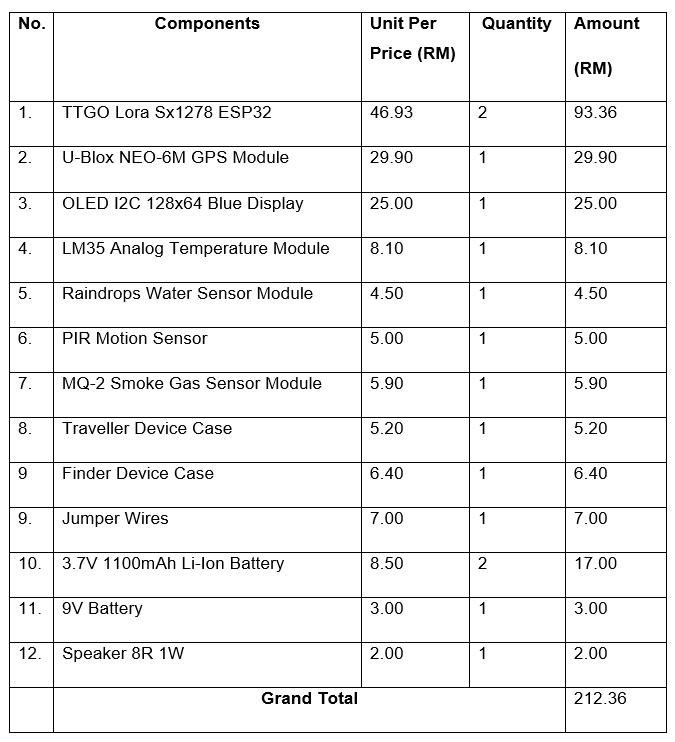 No. Components Unit Per Price (RM) Quantity Amount (RM)
1. TTGO Lora Sx1278 ESP32 46.93 2 93.36
2. U-Blox NEO-6M GPS Module 29.90 1 29.90
3. OLED I2C 128x64 Blue Display 25.00 1 25.00
4. LM35 Analog Temperature Module 8.10 1 8.10
5. Raindrops Water Sensor Module 4.50 1 4.50
6. PIR Motion Sensor 5.00 1 5.00
7. MQ-2 Smoke Gas Sensor Module 5.90 1 5.90
8. Traveller Device Case 5.20 1 5.20
9 Finder Device Case 6.40 1 6.40
9. Jumper Wires 7.00 1 7.00
10. 3.7V 1100mAh Li-Ion Battery 8.50 2 17.00
11. 9V Battery 3.00 1 3.00
12. Speaker 8R 1W 2.00 1 2.00
Grand Total 212.36